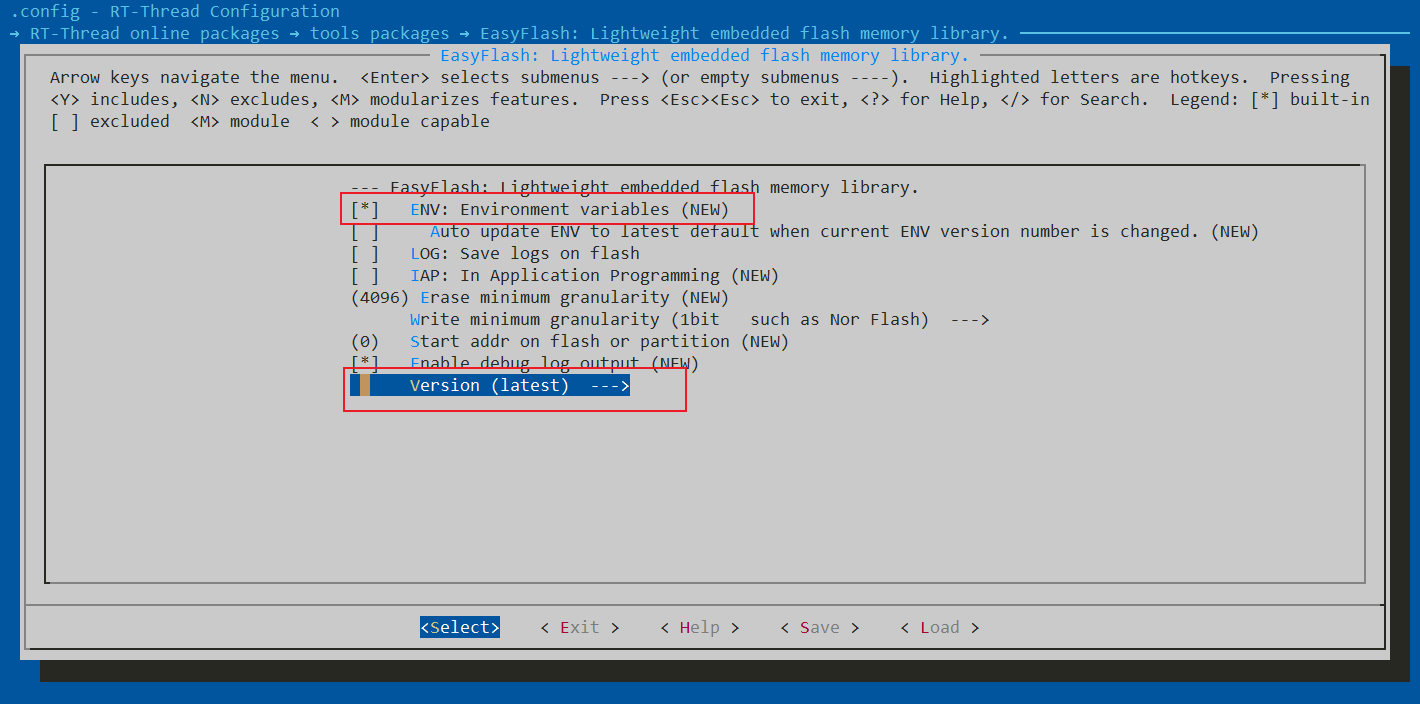 .config - RT-Thread Configuration
→ RT-Thread online packages → tools packages → EasyFlash: Lightweight embedded flash memory library.
EasyFlash: Lightweight embedded flash memory library.
Arrow keys navigate the menu.  <Enter> selects submenus ---> (or empty submenus ----).  Highlighted letters are hotkeys.  Pressing
<Y> includes, <N> excludes, <M> modularizes features.  Press <Esc><Esc> to exit, <?> for Help, </> for Search.  Legend: [*] built-in
[ ] excluded  <M> module  < > module capable
--- EasyFlash: Lightweight embedded flash memory library.
[*]   ENV: Environment variables (NEW)
[ ]     Auto update ENV to latest default when current ENV version number is changed. (NEW)
[ ]   LOG: Save logs on flash
[ ]   IAP: In Application Programming (NEW)
(4096) Erase minimum granularity (NEW)
Write minimum granularity (1bit   such as Nor Flash)  --->
(0)   Start addr on flash or partition (NEW)
[*]   Enable debug log output (NEW)
Version (latest)  --->
<Select>    < Exit >    < Help >    < Save >    < Load >